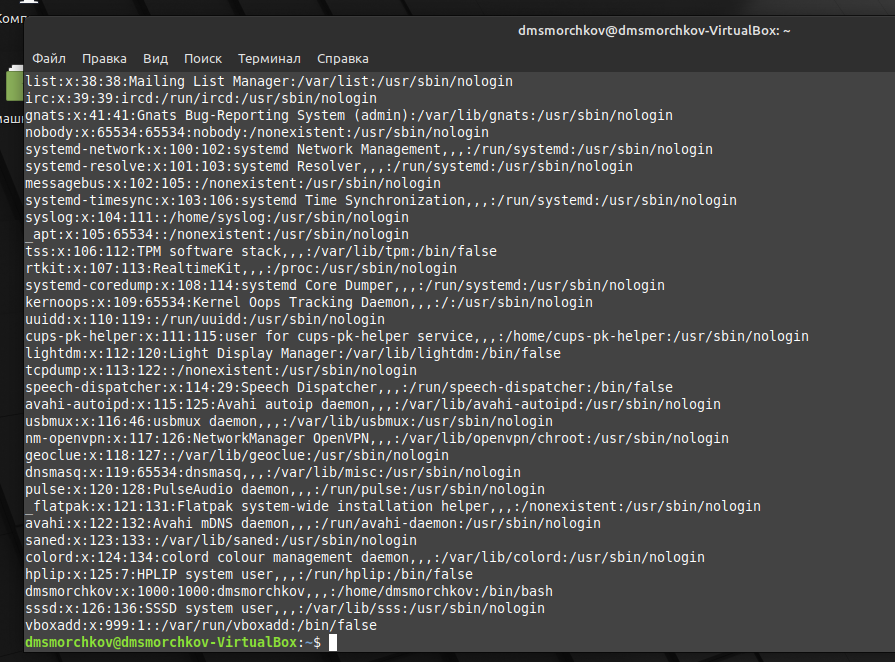 dmsmorchkov@dmsmorchkov-VirtualBox: ~
Файл Правка Вид Поиск Терминал Справка
list:x:38:38:Mailing List Manager:/var/list:/usr/sbin/nologin
irc:x:39:39:ircd:/run/ircd:/usr/sbin/nologin
gnats:x:41:41:Gnats Bug-Reporting System (admin):/var/lib/gnats:/usr/sbin/nologin
nobody:x:65534:65534:nobody:/nonexistent:/usr/sbin/nologin
systemd-network:x:100:102:systemd Network Management,,,:/run/systemd:/usr/sbin/nologin
systemd-resolve:x:101:103:systemd Resolver,,,:/run/systemd:/usr/sbin/nologin
messagebus:x:102:105::/nonexistent:/usr/sbin/nologin
systemd-timesync:x:103:106:systemd Time Synchronization,,,:/run/systemd:/usr/sbin/nologin
syslog:x:104:111::/home/syslog:/usr/sbin/nologin
_apt:x:105:65534::/nonexistent:/usr/sbin/nologin
tss:x:106:112:TPM software stack,,,:/var/lib/tpm:/bin/false
rtkit:x:107:113:RealtimeKit,,,:/proc:/usr/sbin/nologin
systemd-coredump:x:108:114:systemd Core Dumper,,,:/run/systemd:/usr/sbin/nologin
kernoops:x:109:65534:Kernel Oops Tracking Daemon,,,:/:/usr/sbin/nologin
uuidd:x:110:119::/run/uuidd:/usr/sbin/nologin
cups-pk-helper:x:111:115:user for cups-pk-helper service,,,:/home/cups-pk-helper:/usr/sbin/nologin
lightdm:x:112:120:Light Display Manager:/var/lib/lightdm:/bin/false
tcpdump:x:113:122::/nonexistent:/usr/sbin/nologin
speech-dispatcher:x:114:29:Speech Dispatcher,,,:/run/speech-dispatcher:/bin/false
avahi-autoipd:x:115:125:Avahi autoip daemon,,,:/var/lib/avahi-autoipd:/usr/sbin/nologin
usbmux:x:116:46:usbmux daemon,,,:/var/lib/usbmux:/usr/sbin/nologin
nm-openvpn:x:117:126:NetworkManager OpenVPN,,,:/var/lib/openvpn/chroot:/usr/sbin/nologin
geoclue:x:118:127::/var/lib/geoclue:/usr/sbin/nologin
dnsmasq:x:119:65534:dnsmasq,,,:/var/lib/misc:/usr/sbin/nologin
pulse:x:120:128:PulseAudio daemon,,,:/run/pulse:/usr/sbin/nologin
_flatpak:x:121:131:Flatpak system-wide installation helper,,,:/nonexistent:/usr/sbin/nologin
avahi:x:122:132:Avahi mDNS daemon,,,:/run/avahi-daemon:/usr/sbin/nologin
saned:x:123:133::/var/lib/saned:/usr/sbin/nologin
colord:x:124:134:colord colour management daemon,,,:/var/lib/colord:/usr/sbin/nologin
hplip:x:125:7:HPLIP system user,,,:/run/hplip:/bin/false
dmsmorchkov:x:1000:1000:dmsmorchkov,,,:/home/dmsmorchkov:/bin/bash
sssd:x:126:136:SSSD system user,,,:/var/lib/sss:/usr/sbin/nologin
vboxadd:x:999:1::/var/run/vboxadd:/bin/false
dmsmorchkov@dmsmorchkov-VirtualBox:~$